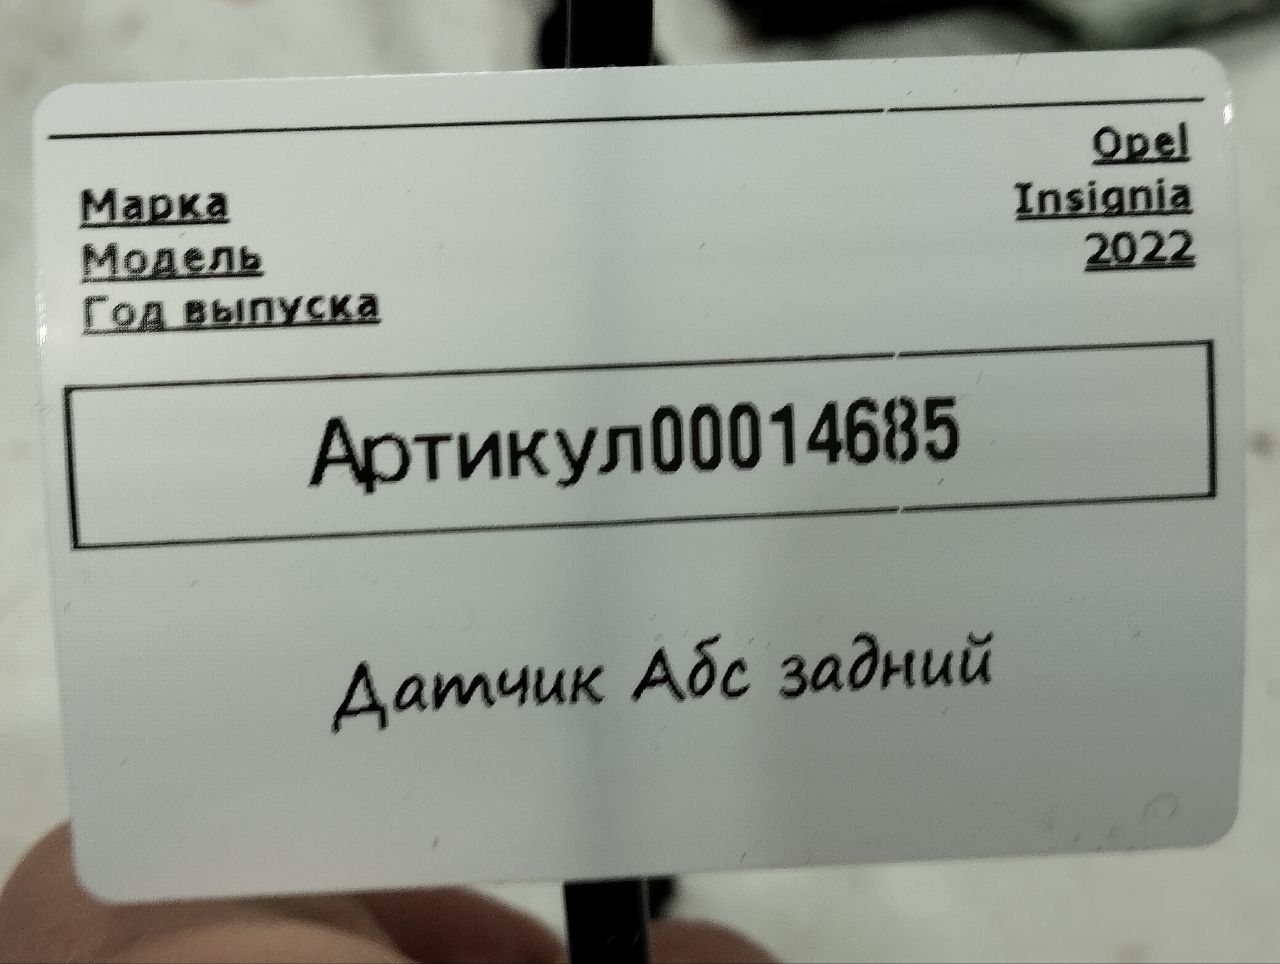 Opel
Марка Insignia
Модель 2022
Год выпуска
Артикул00014685
Датчик Абс задний